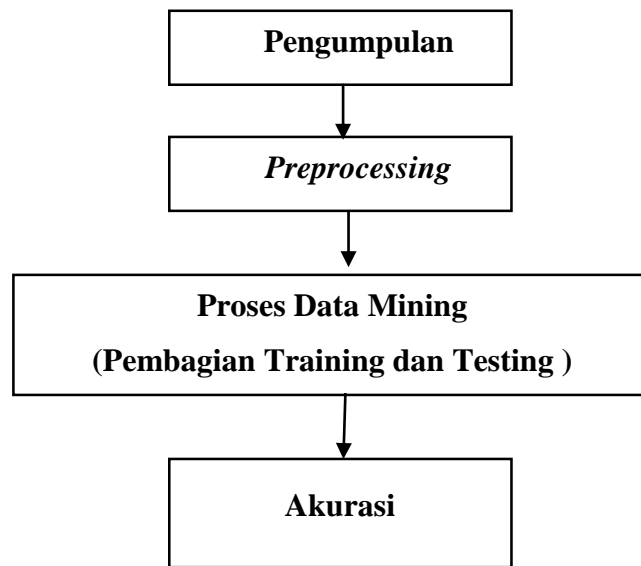 Pengumpulan
Preprocessing
Proses Data Mining
(Pembagian Training dan Testing )
Akurasi